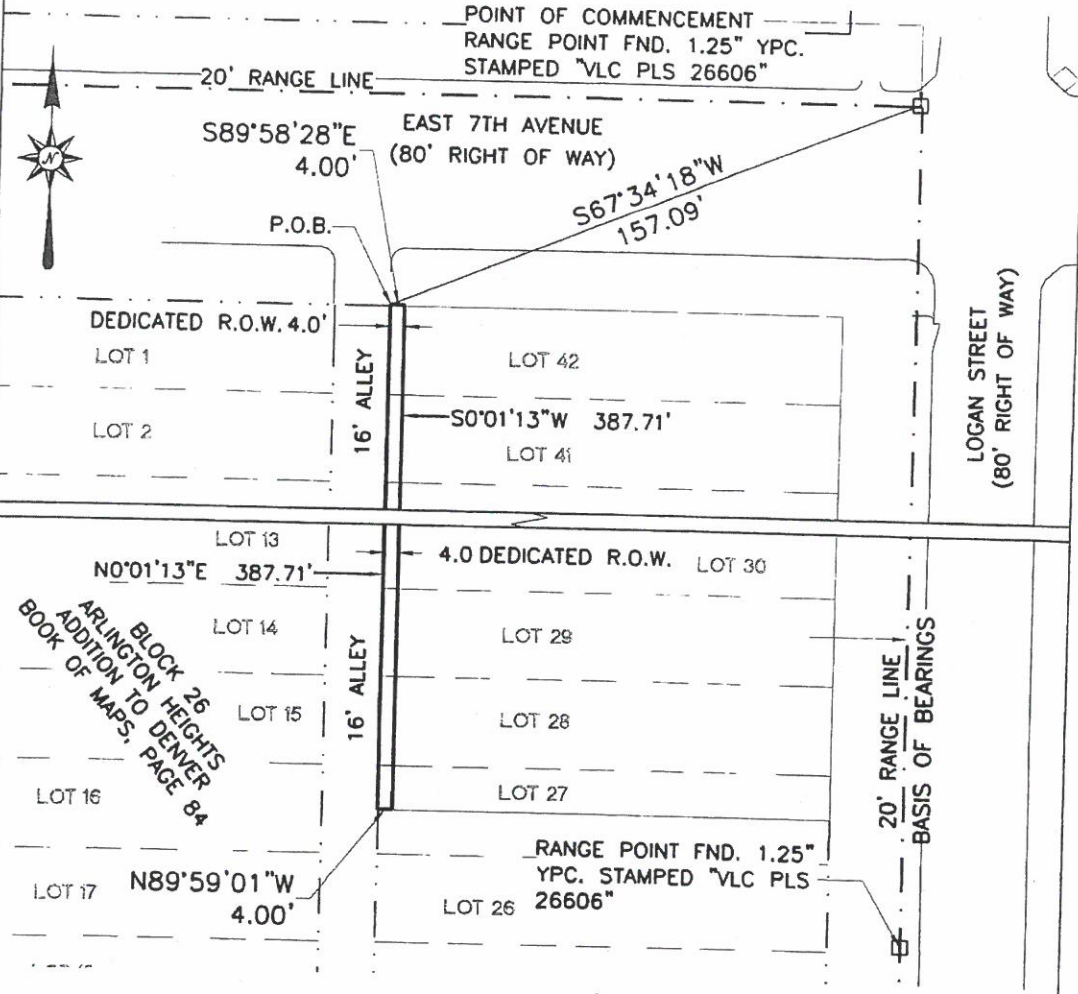 POINT OF COMMENCEMENT
RANGE POINT FND. 1.25" YPC.
STAMPED "VLC PLS 26606"
20' RANGE LINE
N
S89°58'28"E
4.00'
EAST 7TH AVENUE
(80' RIGHT OF WAY)
S67°34'18"W
157.09'
P.O.B.
DEDICATED R.O.W. 4.0'
LOT 1
LOT 42
16' ALLEY
LOGAN STREET
(80' RIGHT OF WAY)
S0°01'13"W 387.71'
LOT 2
LOT 41
LOT 13
4.0 DEDICATED R.O.W.
LOT 30
N0°01'13"E 387.71'
BLOCK 26
ARLINGTON HEIGHTS
ADDITION TO DENVER
BOOK OF MAPS, PAGE 84
LOT 14
LOT 29
16' ALLEY
LOT 15
LOT 28
20' RANGE LINE
BASIS OF BEARINGS
LOT 16
LOT 27
RANGE POINT FND. 1.25"
YPC. STAMPED "VLC PLS
26606"
LOT 17
N89°59'01"W
4.00'
LOT 26